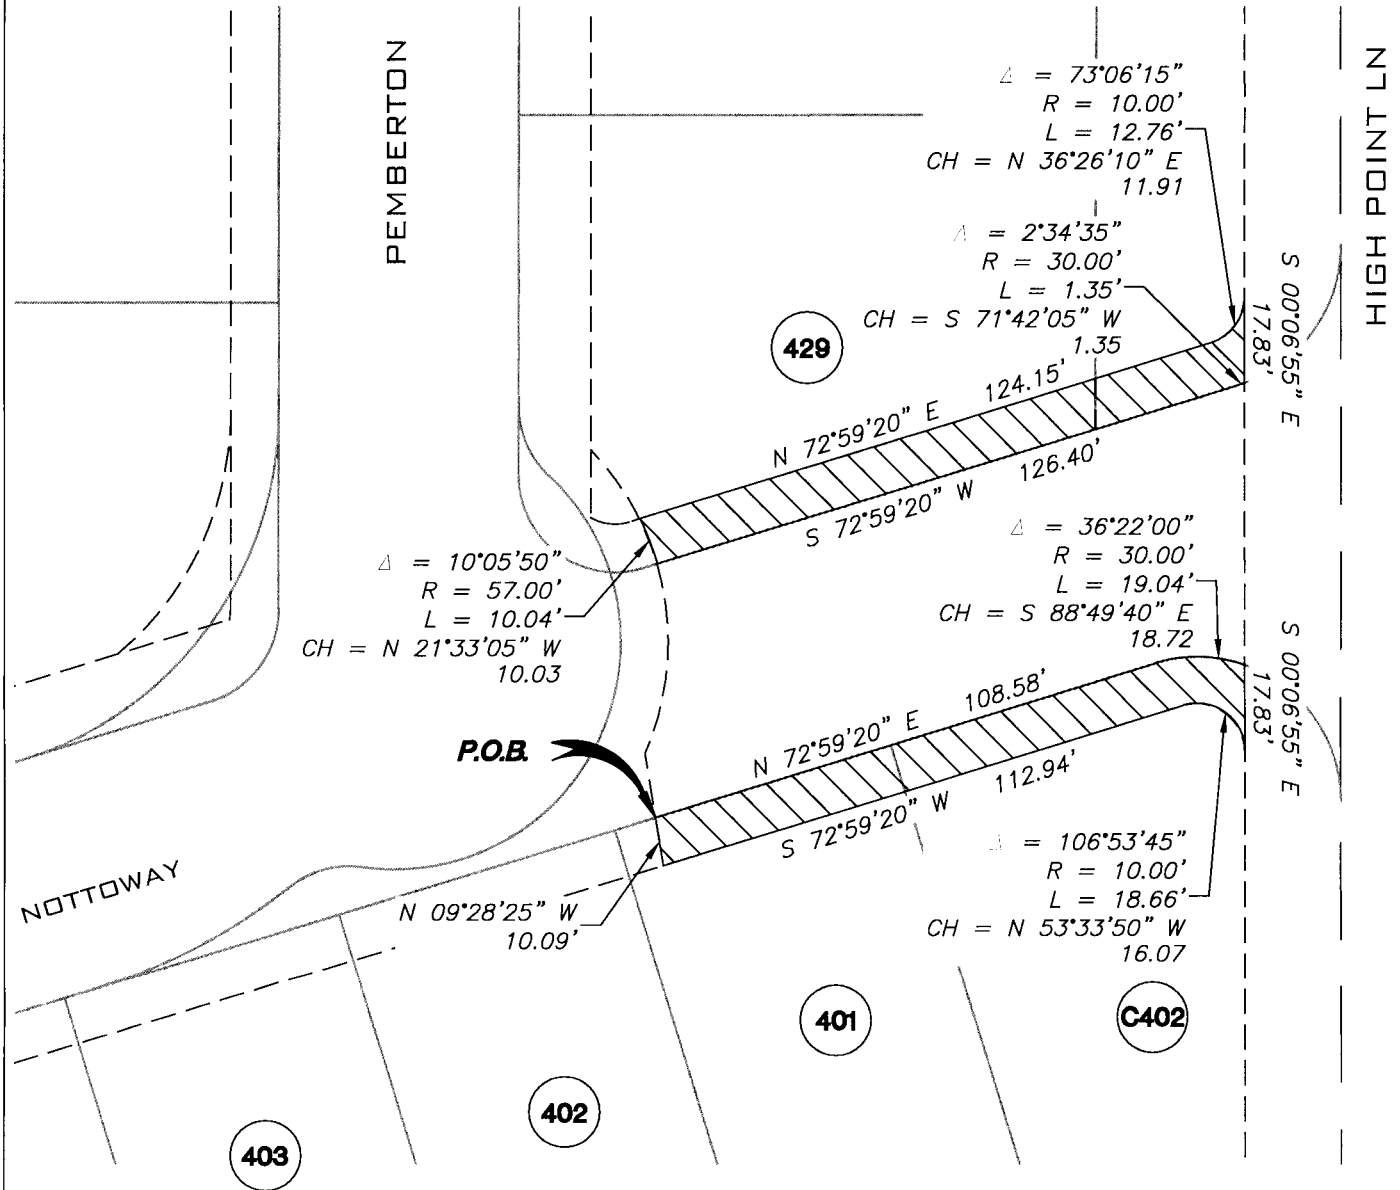 PEMBERTON
HIGH POINT LN
Δ = 73°06'15"
R = 10.00'
L = 12.76'
CH = N 36°26'10" E
11.91
Δ = 2°34'35"
R = 30.00'
L = 1.35'
CH = S 71°42'05" W
1.35
S 00°06'55" E
17.83'
429
N 72°59'20" E 124.15'
S 72°59'20" W 126.40'
Δ = 10°05'50"
R = 57.00'
L = 10.04'
CH = N 21°33'05" W
10.03
Δ = 36°22'00"
R = 30.00'
L = 19.04'
CH = S 88°49'40" E
18.72
S 00°06'55" E
17.83'
P.O.B.
N 72°59'20" E 108.58'
S 72°59'20" W 112.94'
NOTTOWAY
N 09°28'25" W
10.09'
Δ = 106°53'45"
R = 10.00'
L = 18.66'
CH = N 53°33'50" W
16.07
401
C402
402
403